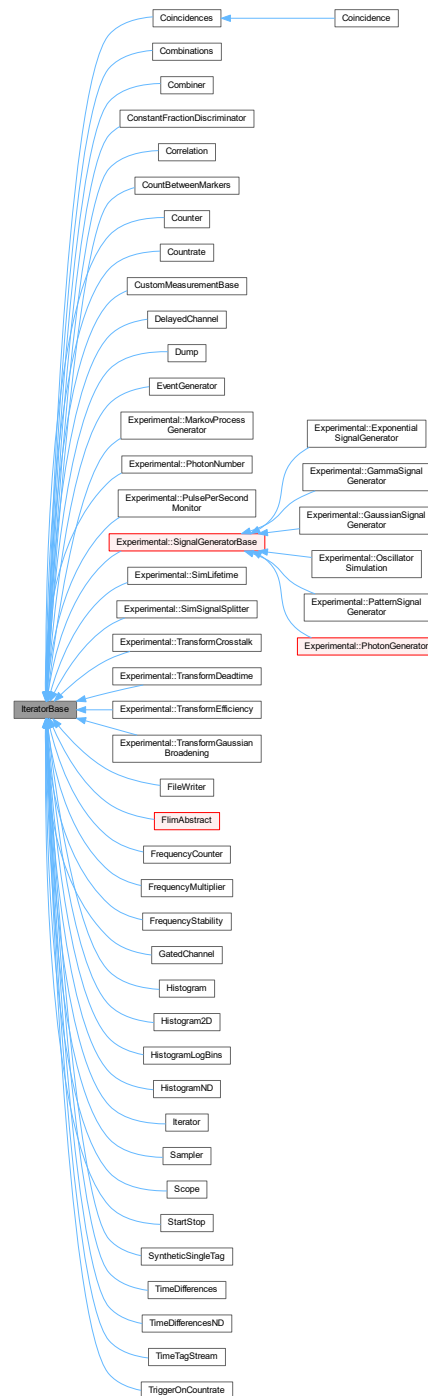 Coincidences
Coincidence
Combinations
Combiner
ConstantFractionDiscriminator
Correlation
CountBetweenMarkers
Counter
Countrate
CustomMeasurementBase
DelayedChannel
Dump
EventGenerator
Experimental::MarkovProcess
Generator
Experimental::PhotonNumber
Experimental::PulsePerSecond
Monitor
Experimental::SignalGeneratorBase
Experimental::Exponential
SignalGenerator
Experimental::GammaSignal
Generator
Experimental::GaussianSignal
Generator
Experimental::Oscillator
Simulation
Experimental::PatternSignal
Generator
Experimental::PhotonGenerator
Experimental::SimLifetime
Experimental::SimSignalSplitter
Experimental::TransformCrosstalk
Experimental::TransformDeadtime
IteratorBase
Experimental::TransformEfficiency
Experimental::TransformGaussian
Broadening
FileWriter
FlimAbstract
FrequencyCounter
FrequencyMultiplier
FrequencyStability
GatedChannel
Histogram
Histogram2D
HistogramLogBins
HistogramND
Iterator
Sampler
Scope
StartStop
SyntheticSingleTag
TimeDifferences
TimeDifferencesND
TimeTagStream
TriggerOnCountrate